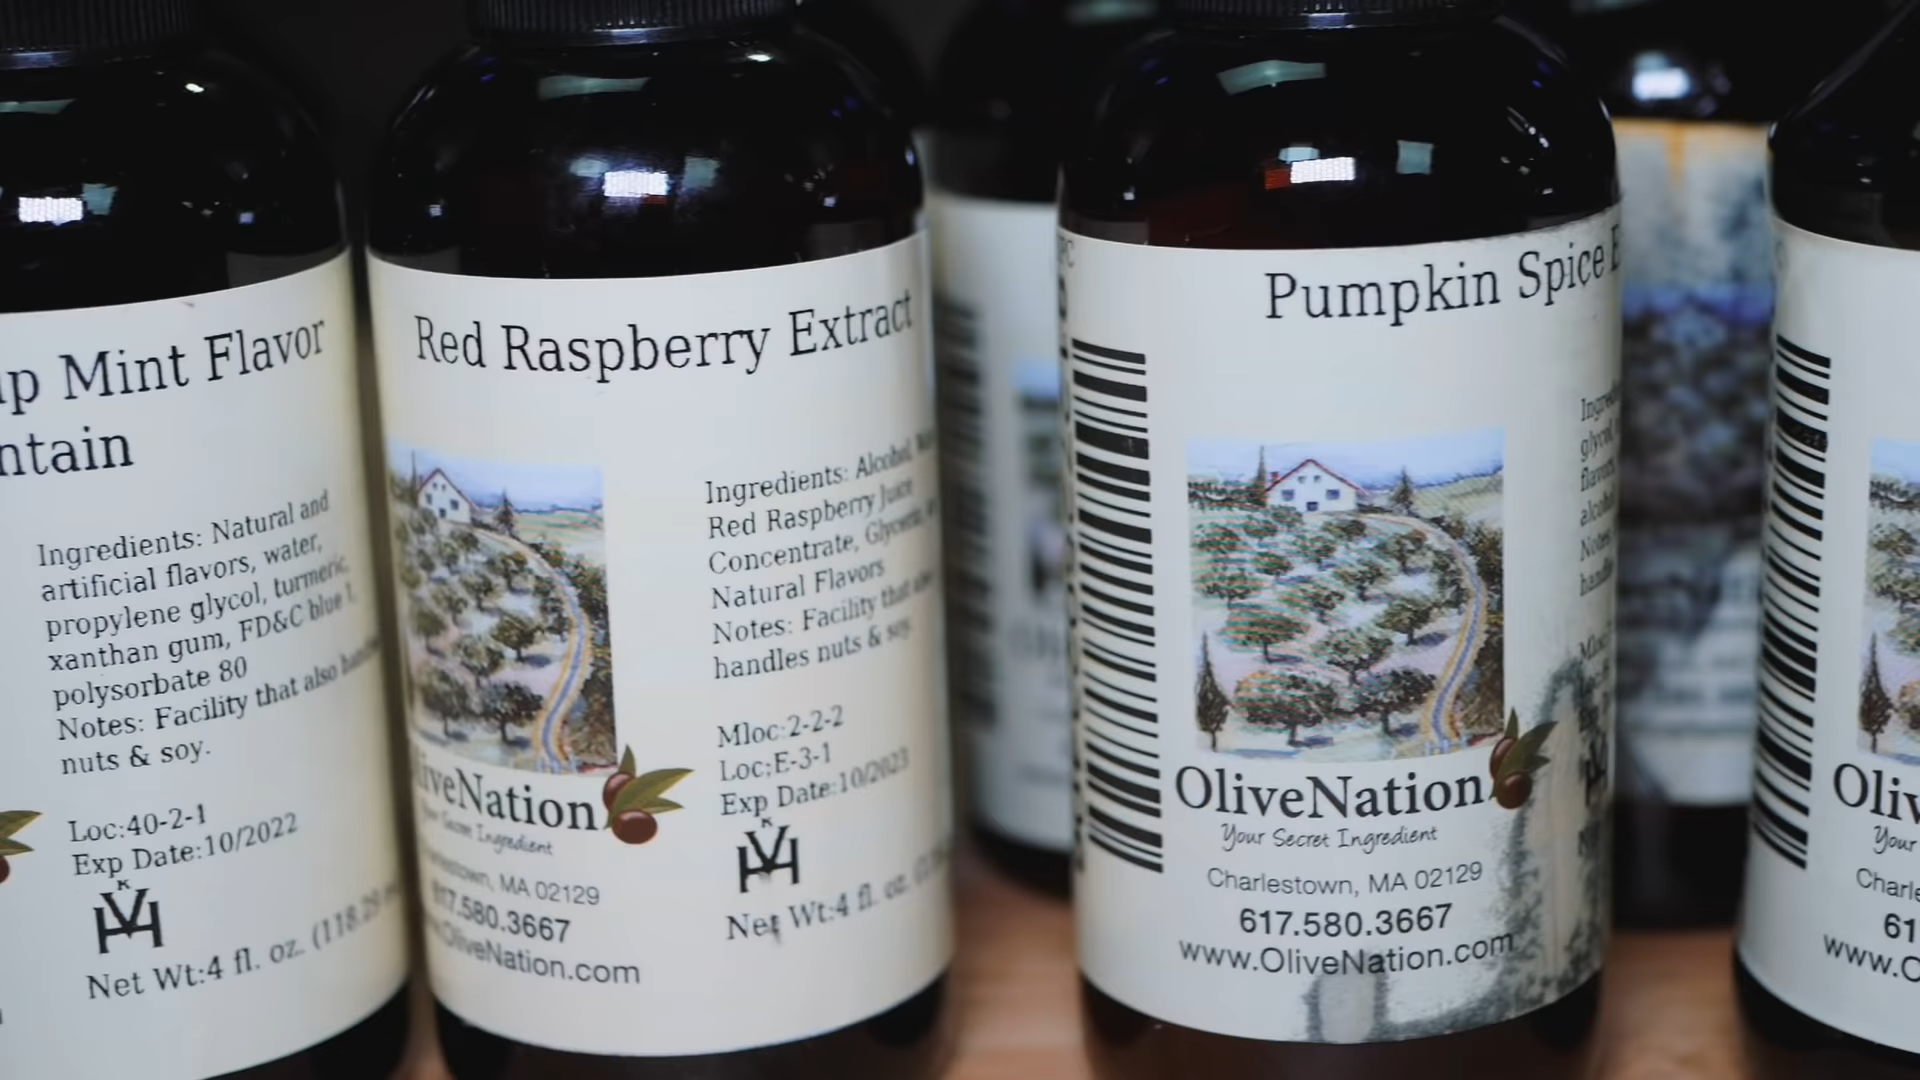 Mint Flavor
Ingredients: Natural and
artificial flavors, water,
propylene glycol, turmeric,
xanthan gum, FD&C blue 1,
polysorbate 80
Notes: Facility that also
nuts & soy.
Loc:40-2-1
Exp Date:10/2022
K
Net Wt:4 fl. oz. (118.29
Red Raspberry Extract
Ingredients: Alcohol,
Red Raspberry Juice
Concentrate,
Natural Flavors
Notes: Facility that
handles nuts & soy.
Mloc:2-2-2
Loc:E-3-1
Exp Date:10/2023
K
Net Wt:4 fl. oz.
iveNation
Secret Ingredient
lestown, MA 02129
617.580.3667
OliveNation.com
Pumpkin Spice E
OliveNation
Your Secret Ingredient
Charlestown, MA 02129
617.580.3667
www.OliveNation.com
Oliv
Your
Charle
61
www.O